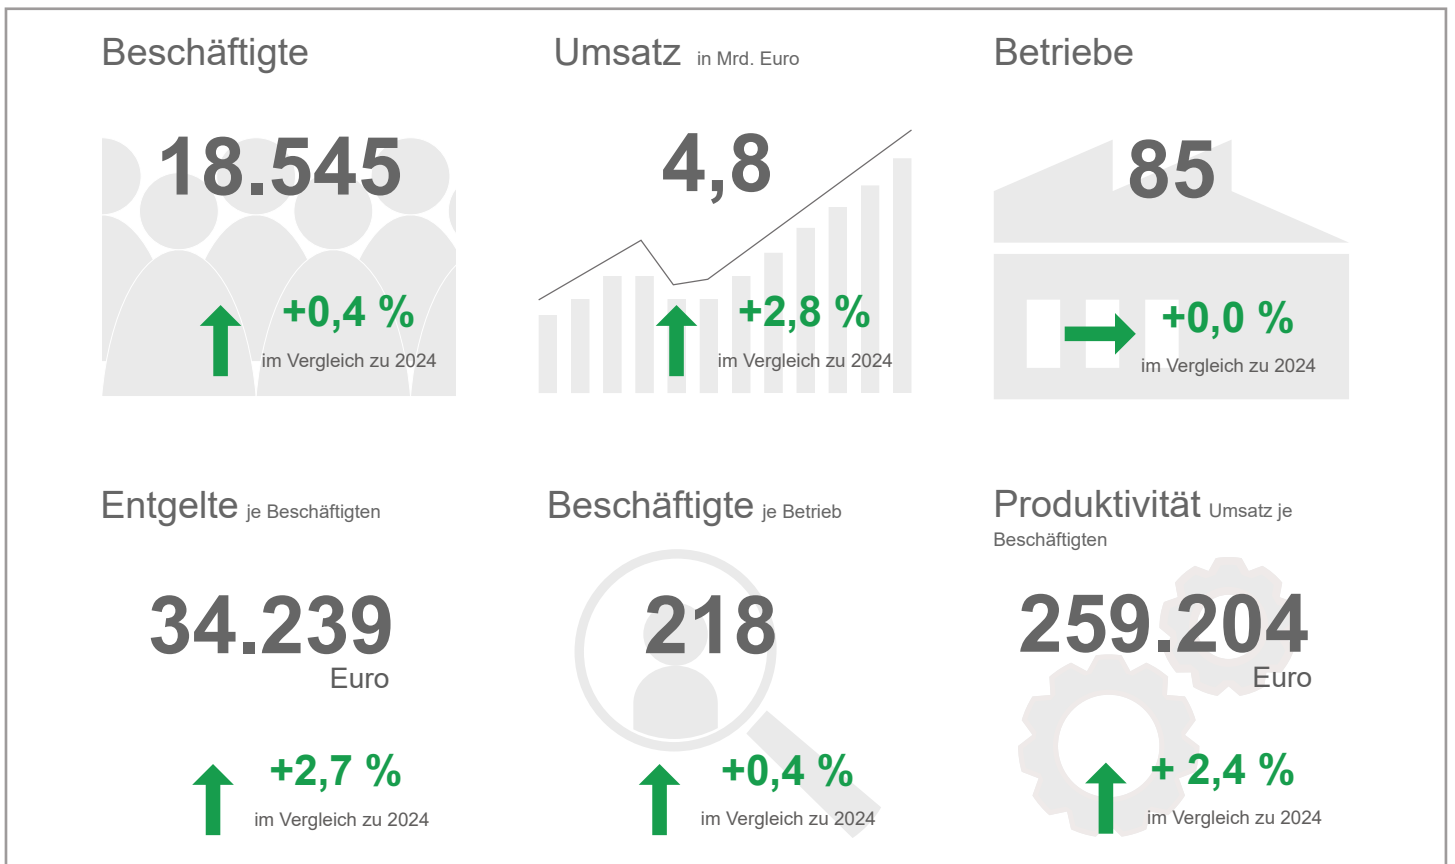 Beschäftigte
18.545
+0,4 %
im Vergleich zu 2024
Umsatz in Mrd. Euro
4,8
+2,8 %
im Vergleich zu 2024
Betriebe
85
+0,0 %
im Vergleich zu 2024
Entgelte je Beschäftigten
34.239
Euro
+2,7 %
im Vergleich zu 2024
Beschäftigte je Betrieb
218
+0,4 %
im Vergleich zu 2024
Produktivität Umsatz je
Beschäftigten
259.204
Euro
+ 2,4 %
im Vergleich zu 2024